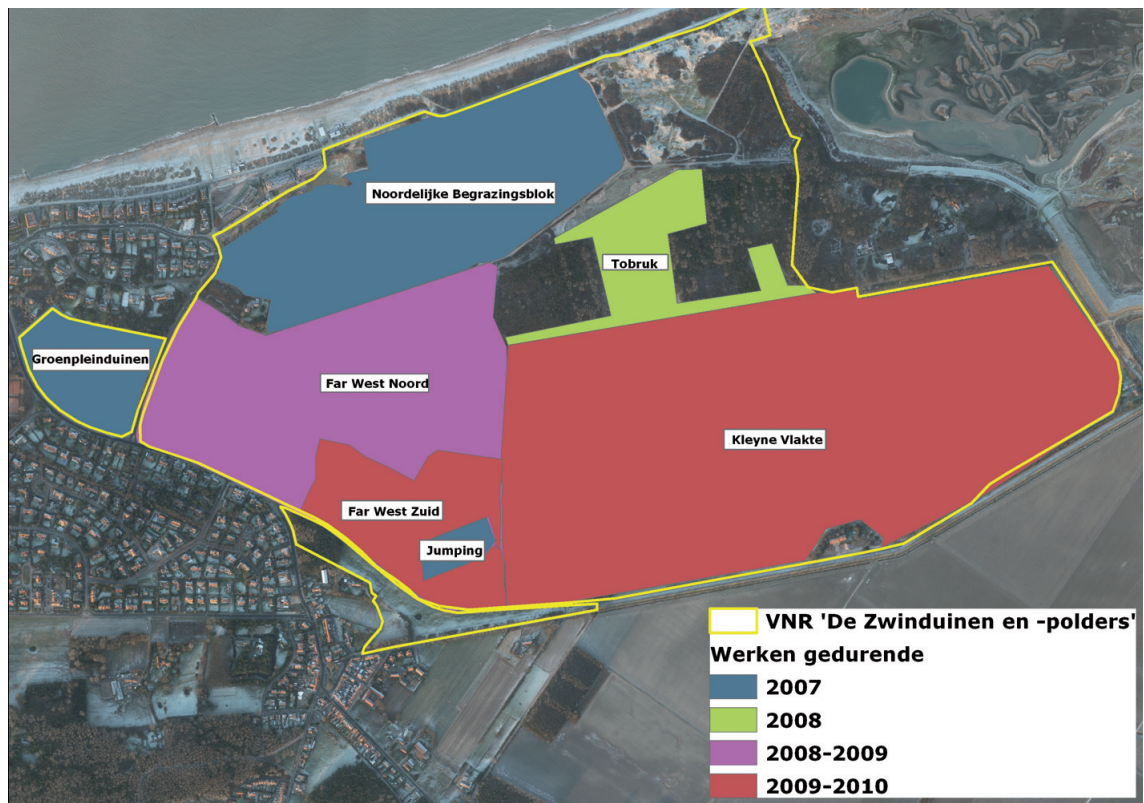 Noordelijke Begrazingsblok
Tobruk
Groenpleinduinen
Far West Noord
Kleyne Vlakte
Far West Zuid
Jumping
VNR 'De Zwinduinen en -polders'
Werken gedurende
2007
2008
2008-2009
2009-2010